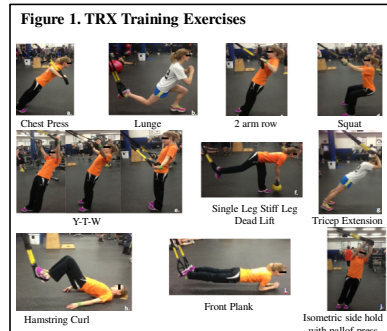 Figure 1. TRX Training Exercises
Chest Press
Lunge
2 arm row
Squat
Y-T-W
e.
Single Leg Stiff Leg
Dead Lift
f.
Tricep Extension
g.
Hamstring Curl
h.
Front Plank
Isometric side hold
with pallof press